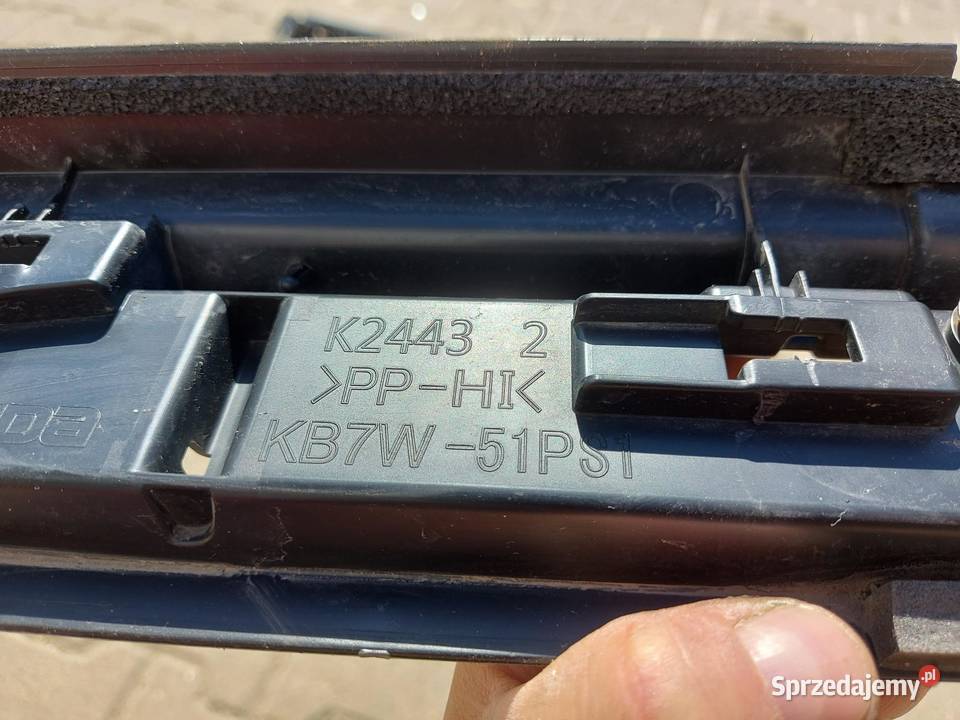 K2443 2
>PP-HI<
KB7W-51PS1
Sprzedajemy.pl